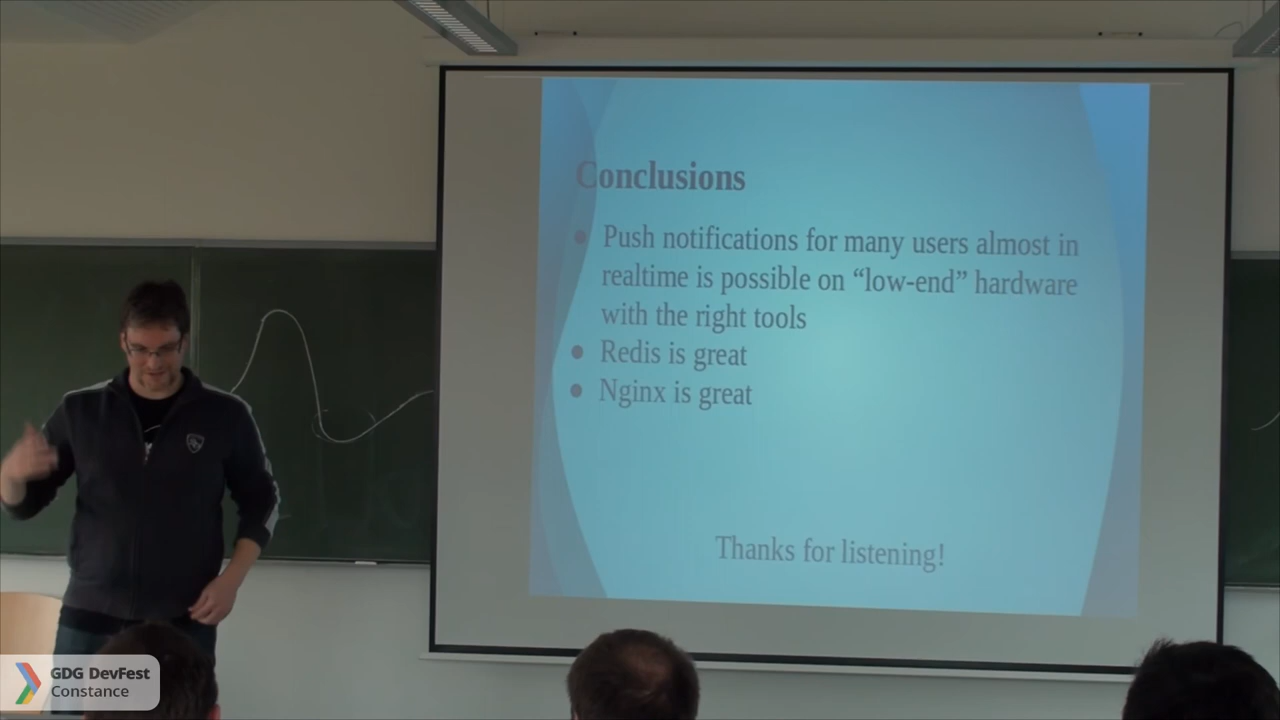 Conclusions
Push notifications for many users almost in
realtime is possible on “low-end” hardware
with the right tools
Redis is great
Nginx is great
Thanks for listening!
GDG DevFest
Constance